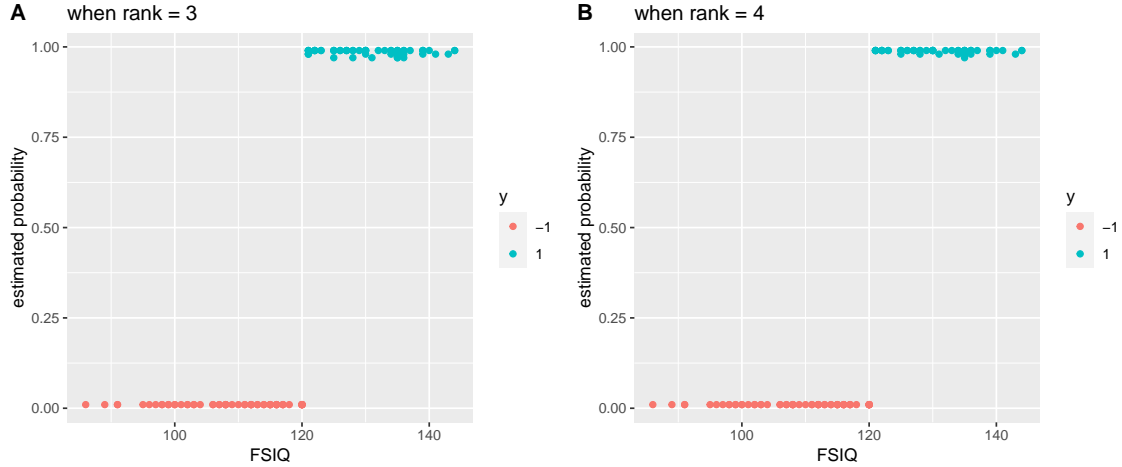 A when rank = 3
1.00
0.75
0.50
0.25
0.00
estimated probability
100 120 140
FSIQ
y
−1
1
B when rank = 4
1.00
0.75
0.50
0.25
0.00
estimated probability
100 120 140
FSIQ
y
−1
1